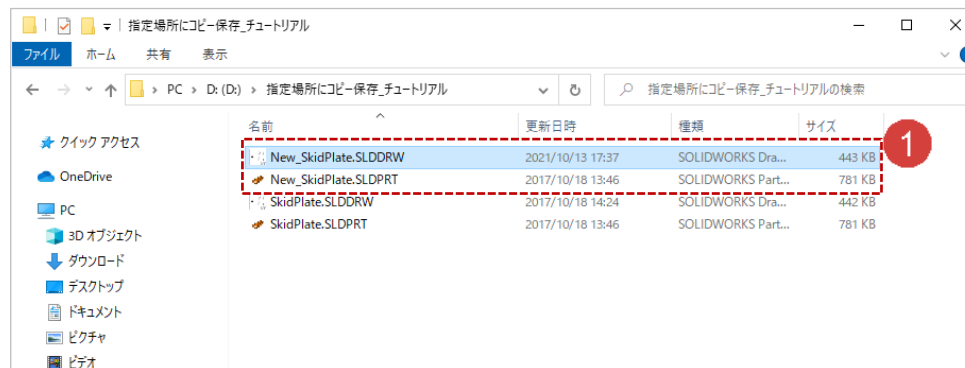 指定場所にコピー保存_チュートリアル
ファイル ホーム 共有 表示
PC › D: (D:) › 指定場所にコピー保存_チュートリアル 指定場所にコピー保存_チュートリアルの検索
名前 更新日時 種類 サイズ
クイック アクセス
OneDrive
PC
3D オブジェクト
ダウンロード
デスクトップ
ドキュメント
ピクチャ
ビデオ
New_SkidPlate.SLDDRW 2021/10/13 17:37 SOLIDWORKS Dra... 443 KB
New_SkidPlate.SLDPRT 2017/10/18 13:46 SOLIDWORKS Part... 781 KB
SkidPlate.SLDDRW 2017/10/18 14:24 SOLIDWORKS Dra... 442 KB
SkidPlate.SLDPRT 2017/10/18 13:46 SOLIDWORKS Part... 781 KB
1